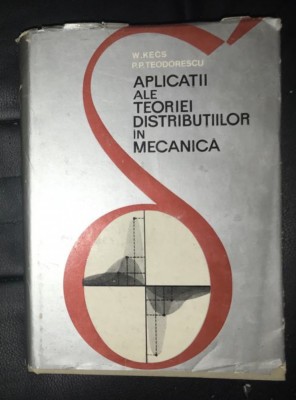 W. KECS
P.P. TEODORESCU
APLICATII
ALE
TEORIEI
DISTRIBUTIILOR
IN
MECANICA